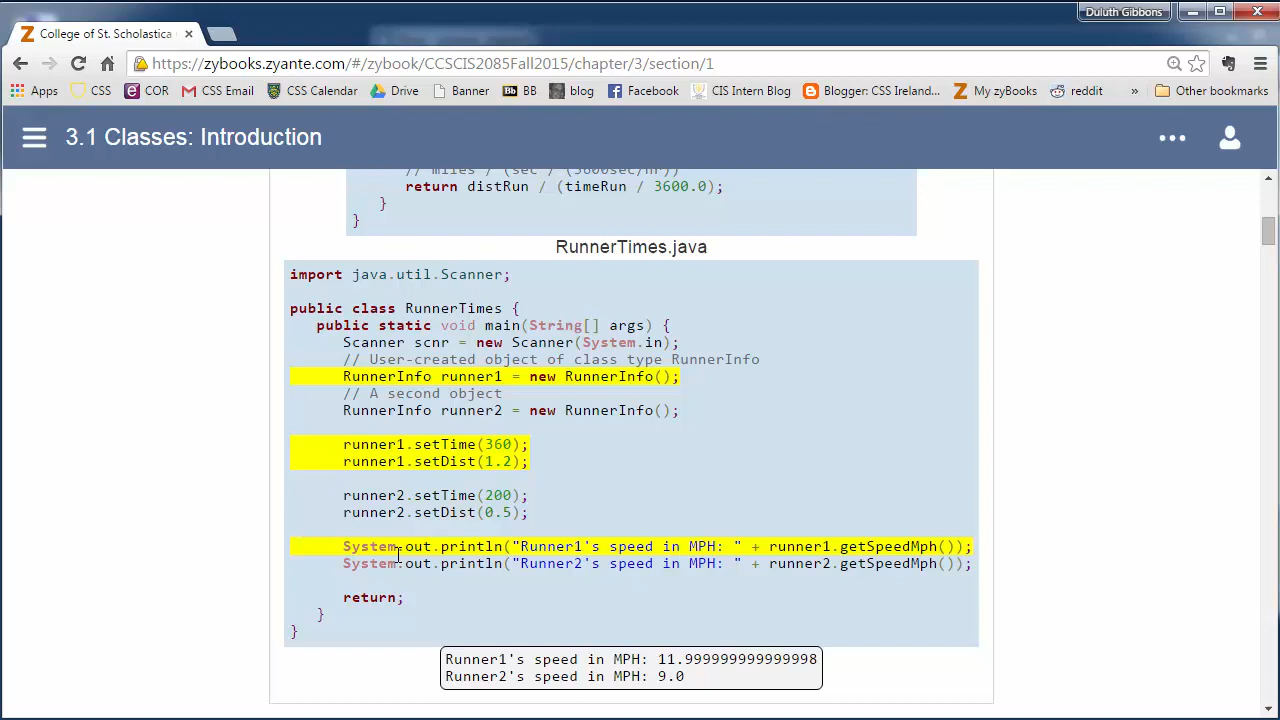 Duluth Gibbons
College of St. Scholastica
https://zybooks.zyante.com/#/zybook/CCSCIS2085Fall2015/chapter/3/section/1
Apps CSS COR CSS Email CSS Calendar Drive Banner Bb BB blog Facebook CIS Intern Blog Blogger: CSS Ireland... My zyBooks reddit » Other bookmarks
3.1 Classes: Introduction
// miles / (sec / (3600sec/hr))
return distRun / (timeRun / 3600.0);
}
}
RunnerTimes.java
import java.util.Scanner;
public class RunnerTimes {
public static void main(String[] args) {
Scanner scnr = new Scanner(System.in);
// User-created object of class type RunnerInfo
RunnerInfo runner1 = new RunnerInfo();
// A second object
RunnerInfo runner2 = new RunnerInfo();
runner1.setTime(360);
runner1.setDist(1.2);
runner2.setTime(200);
runner2.setDist(0.5);
System.out.println("Runner1's speed in MPH: " + runner1.getSpeedMph());
System.out.println("Runner2's speed in MPH: " + runner2.getSpeedMph());
return;
}
}
Runner1's speed in MPH: 11.999999999999998
Runner2's speed in MPH: 9.0